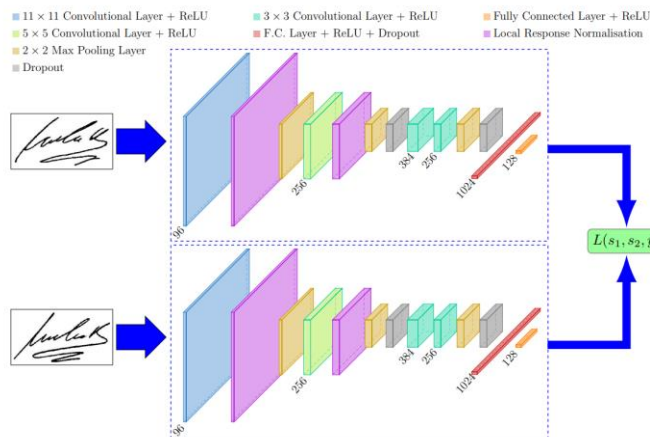 11 × 11 Convolutional Layer + ReLU
3 × 3 Convolutional Layer + ReLU
Fully Connected Layer + ReLU
5 × 5 Convolutional Layer + ReLU
F.C. Layer + ReLU + Dropout
Local Response Normalisation
2 × 2 Max Pooling Layer
Dropout
96
256
384
256
1024
128
L(s₁, s₂,
96
256
384
256
1024
128